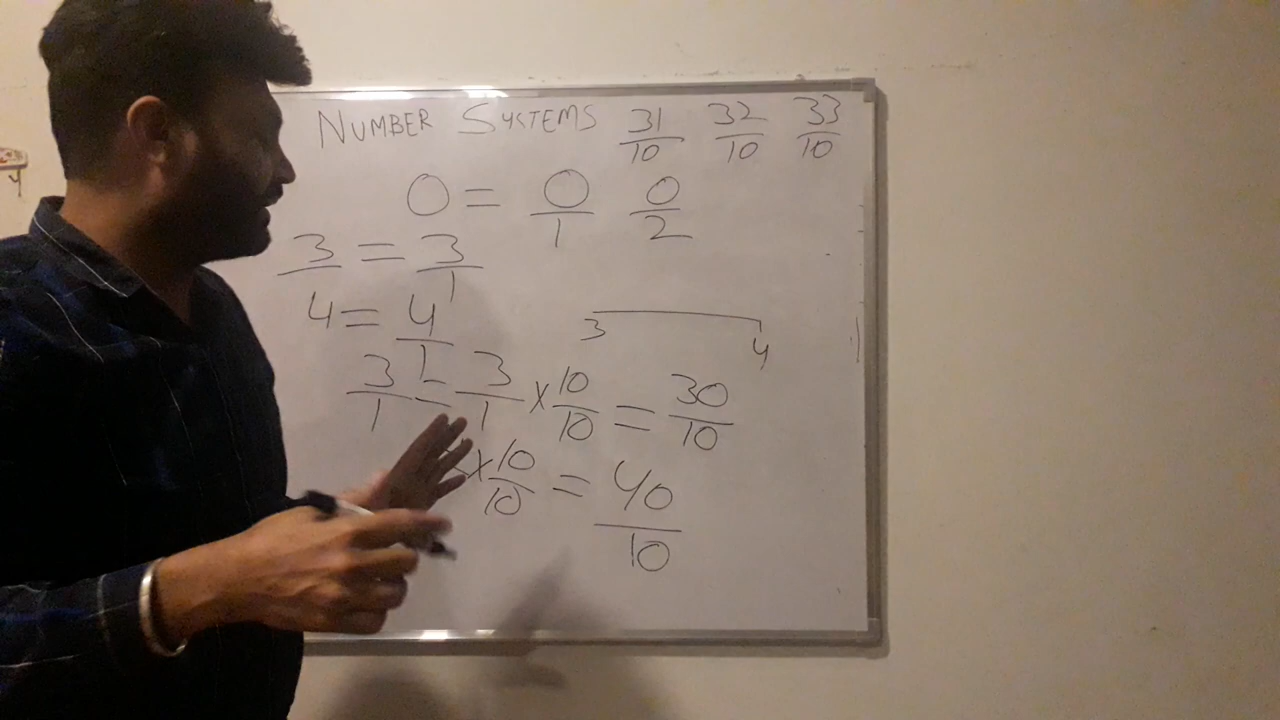 NUMBER SYSTEMS 31/10 32/10 33/10
0 = 0/1 0/2
3 = 3/1
4 = 4/1
3 4
3/1 = 3/1 × 10/10 = 30/10
× 10/10 = 40/10